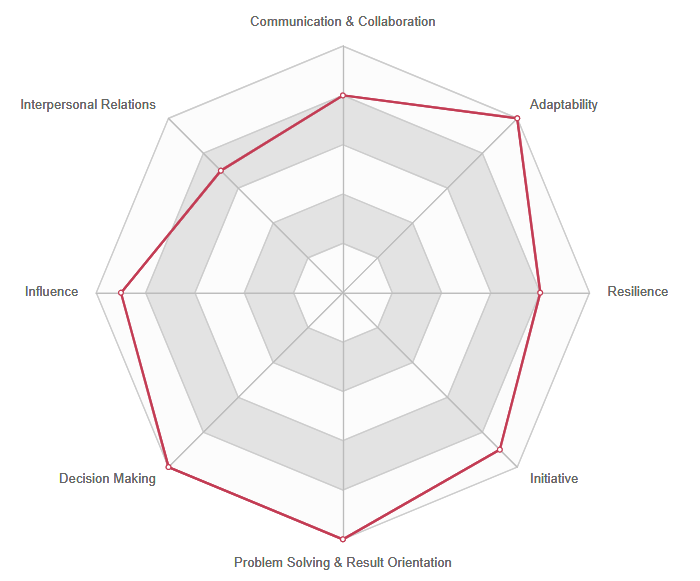 Communication & Collaboration
Interpersonal Relations
Adaptability
Influence
Resilience
Decision Making
Initiative
Problem Solving & Result Orientation